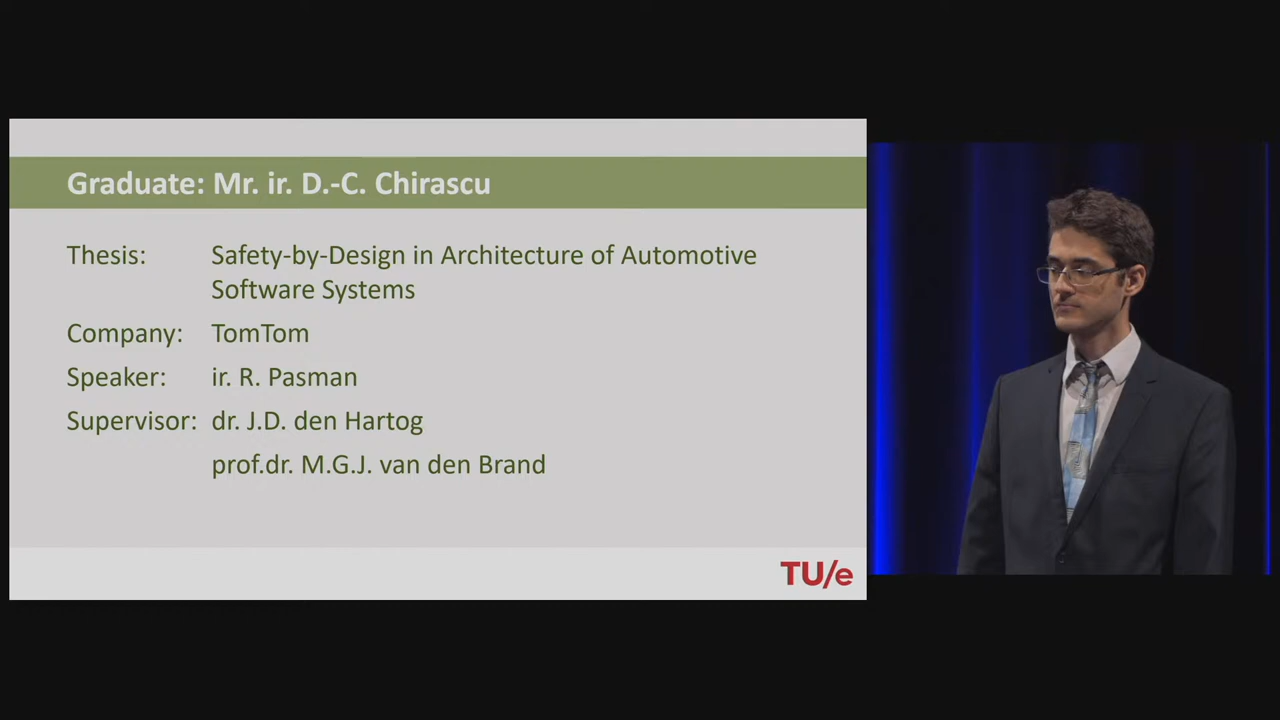 Graduate: Mr. ir. D.-C. Chirascu
Thesis: Safety-by-Design in Architecture of Automotive
Software Systems
Company: TomTom
Speaker: ir. R. Pasman
Supervisor: dr. J.D. den Hartog
prof.dr. M.G.J. van den Brand
TU/e